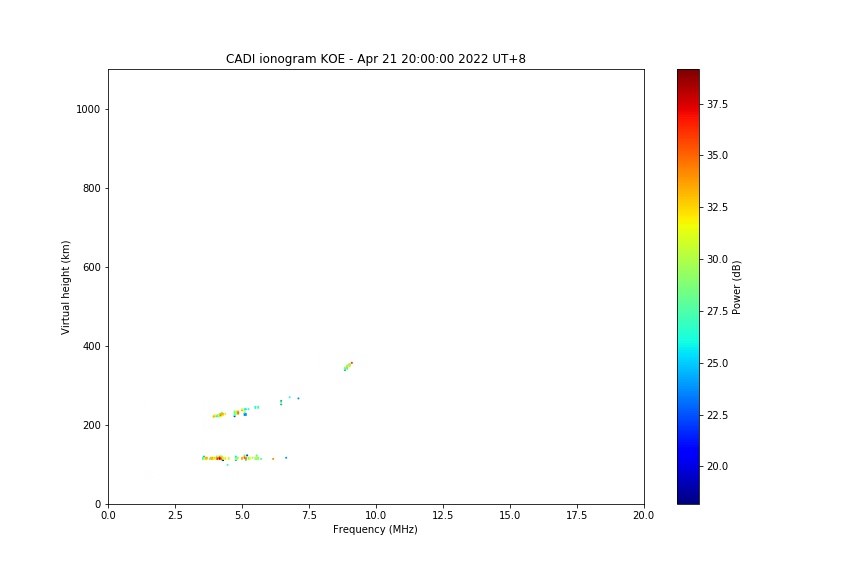 CADI ionogram KOE - Apr 21 20:00:00 2022 UT+8
1000
800
600
400
200
0
Virtual height (km)
0.0 2.5 5.0 7.5 10.0 12.5 15.0 17.5 20.0
Frequency (MHz)
37.5
35.0
32.5
30.0
27.5
25.0
22.5
20.0
Power (dB)